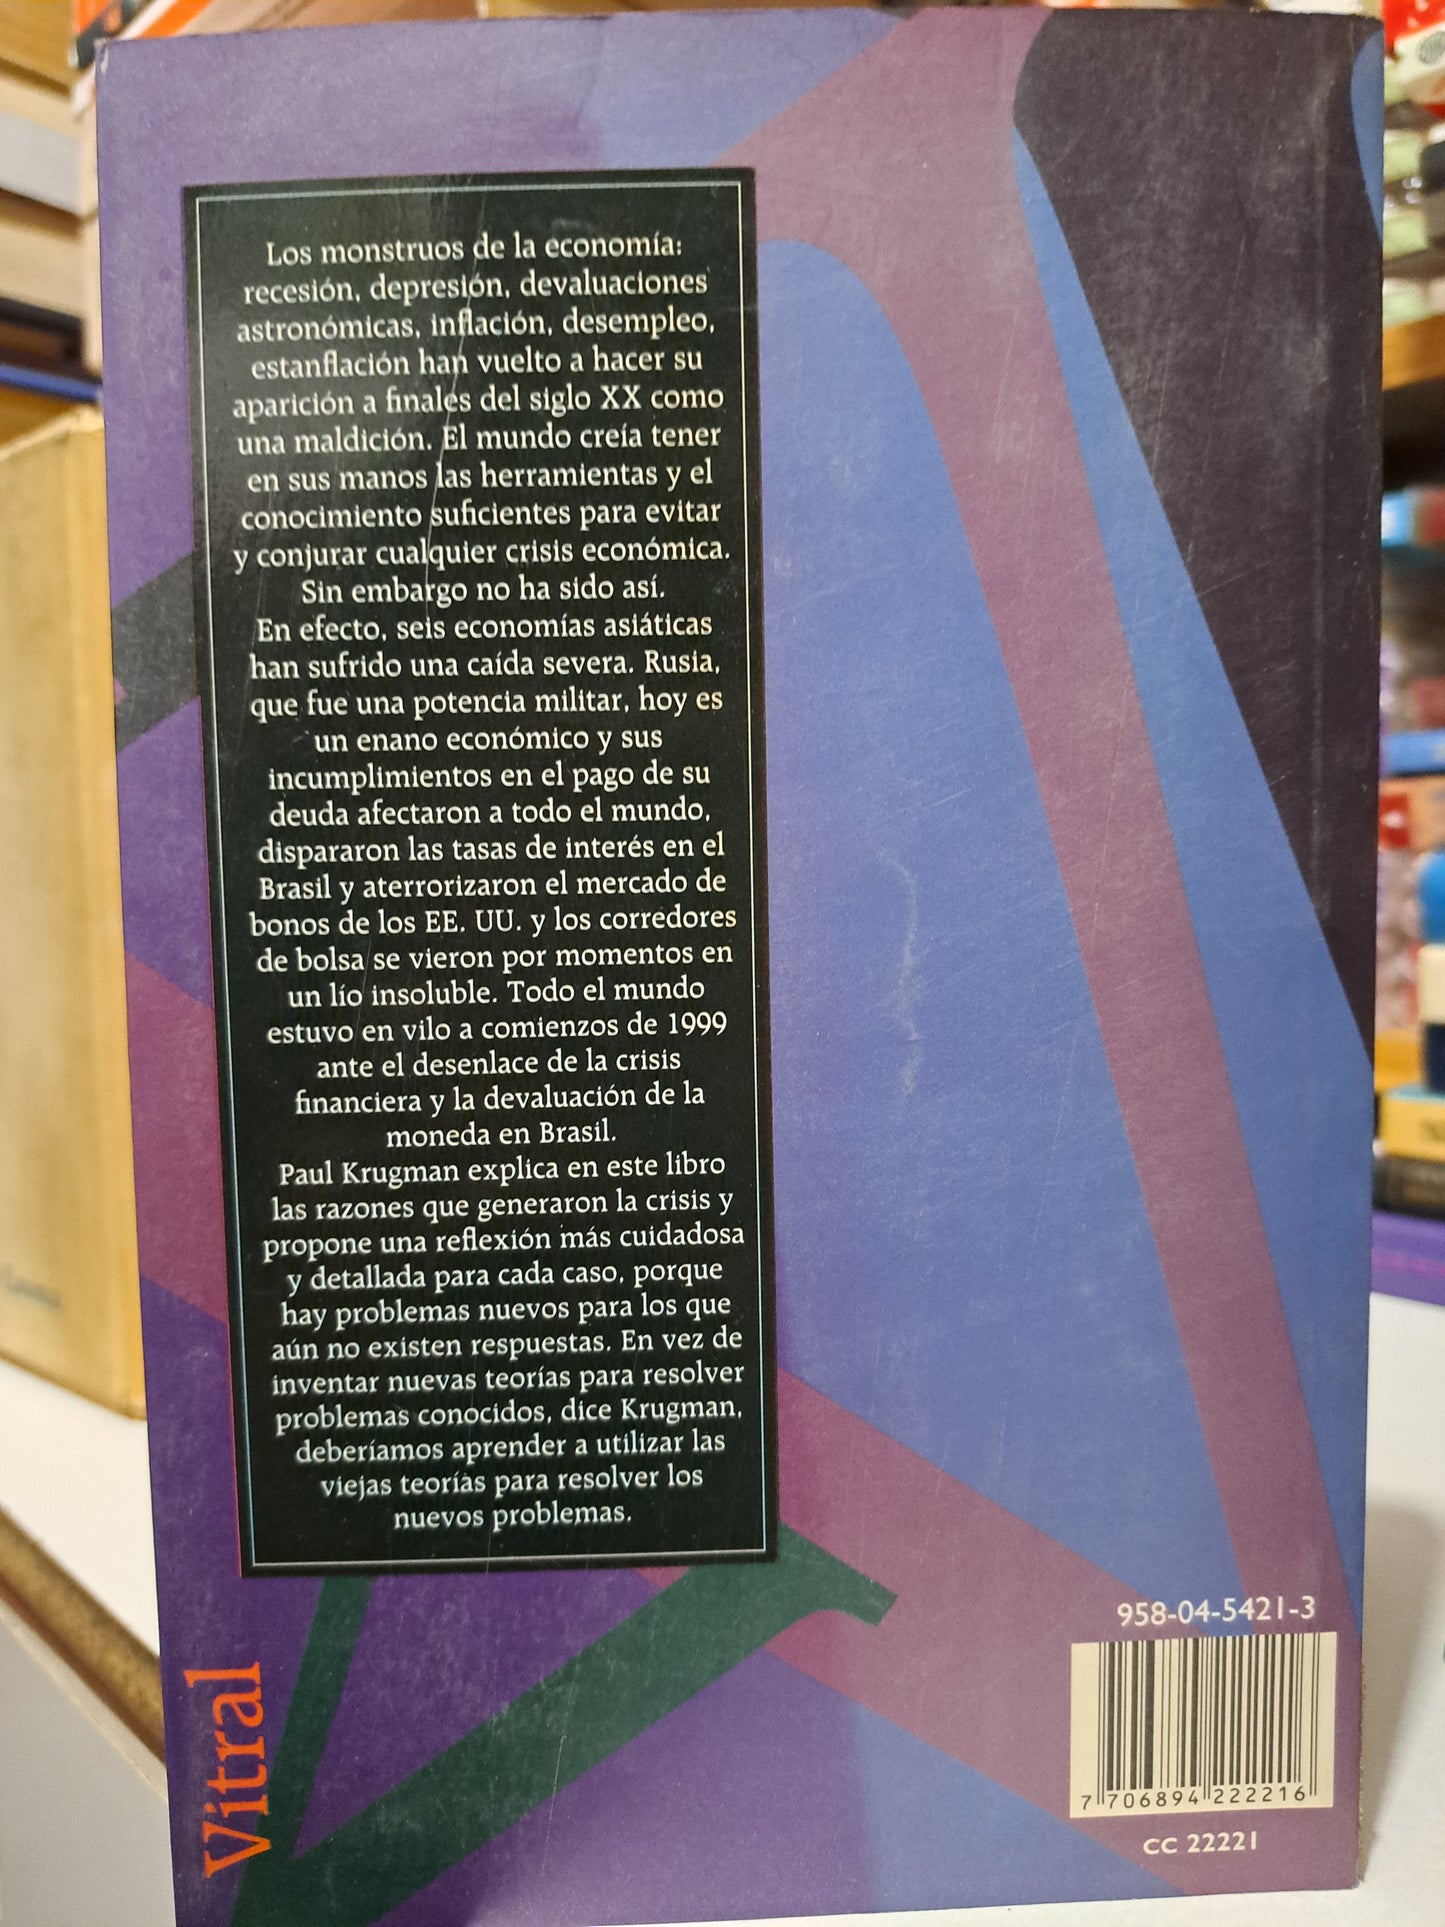 Los monstruos de la economía:
recesión, depresión, devaluaciones
astronómicas, inflación, desempleo,
estanflación han vuelto a hacer su
aparición a finales del siglo XX como
una maldición. El mundo creía tener
en sus manos las herramientas y el
conocimiento suficientes para evitar
y conjurar cualquier crisis económica.
Sin embargo no ha sido así.
En efecto, seis economías asiáticas
han sufrido una caída severa. Rusia,
que fue una potencia militar, hoy es
un enano económico y sus
incumplimientos en el pago de su
deuda afectaron a todo el mundo,
dispararon las tasas de interés en el
Brasil y aterrorizaron el mercado de
bonos de los EE. UU. y los corredores
de bolsa se vieron por momentos en
un lío insoluble. Todo el mundo
estuvo en vilo a comienzos de 1999
ante el desenlace de la crisis
financiera y la devaluación de la
moneda en Brasil.
Paul Krugman explica en este libro
las razones que generaron la crisis y
propone una reflexión más cuidadosa
y detallada para cada caso, porque
hay problemas nuevos para los que
aún no existen respuestas. En vez de
inventar nuevas teorías para resolver
problemas conocidos, dice Krugman,
deberíamos aprender a utilizar las
viejas teorías para resolver los
nuevos problemas.
Vitral
958-04-5421-3
7 706894 222216
CC 22221